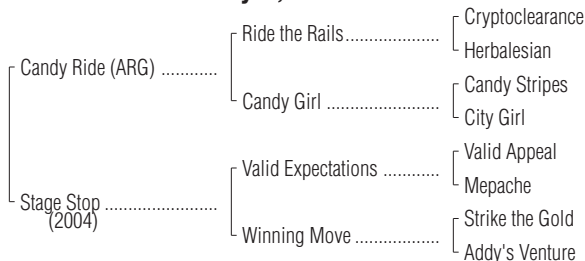 Cryptoclearance
Ride the Rails
Herbalesian
Candy Ride (ARG)
Candy Stripes
Candy Girl
City Girl
Valid Appeal
Valid Expectations
Mepache
Stage Stop
(2004)
Strike the Gold
Winning Move
Addy's Venture